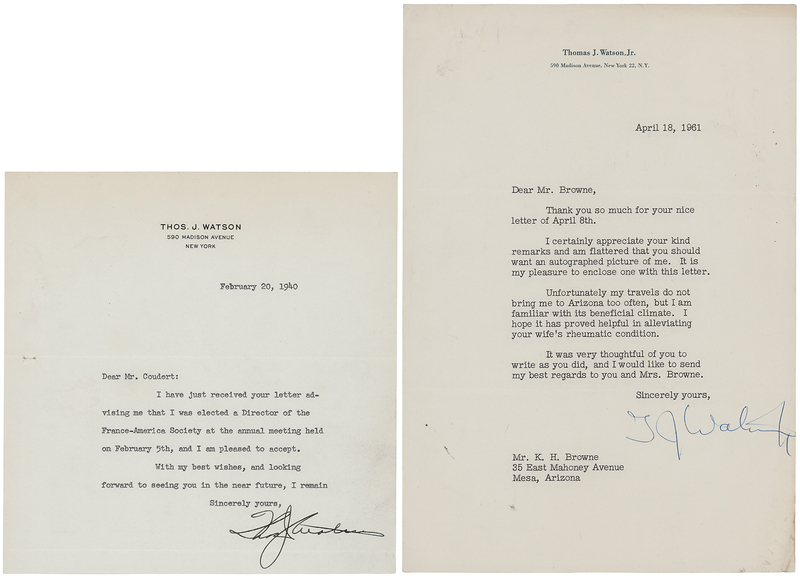 THOS. J. WATSON
590 MADISON AVENUE
NEW YORK
February 20, 1940
Dear Mr. Coudert:
I have just received your letter ad-
vising me that I was elected a Director of the
France-America Society at the annual meeting held
on February 5th, and I am pleased to accept.
With my best wishes, and looking
forward to seeing you in the near future, I remain
Sincerely yours,
Thos J Watson
Thomas J. Watson, Jr.
590 Madison Avenue, New York 22, N.Y.
April 18, 1961
Dear Mr. Browne,
Thank you so much for your nice
letter of April 8th.
I certainly appreciate your kind
remarks and am flattered that you should
want an autographed picture of me. It is
my pleasure to enclose one with this letter.
Unfortunately my travels do not
bring me to Arizona too often, but I am
familiar with its beneficial climate. I
hope it has proved helpful in alleviating
your wife's rheumatic condition.
It was very thoughtful of you to
write as you did, and I would like to send
my best regards to you and Mrs. Browne.
Sincerely yours,
T J Watson Jr
Mr. K. H. Browne
35 East Mahoney Avenue
Mesa, Arizona